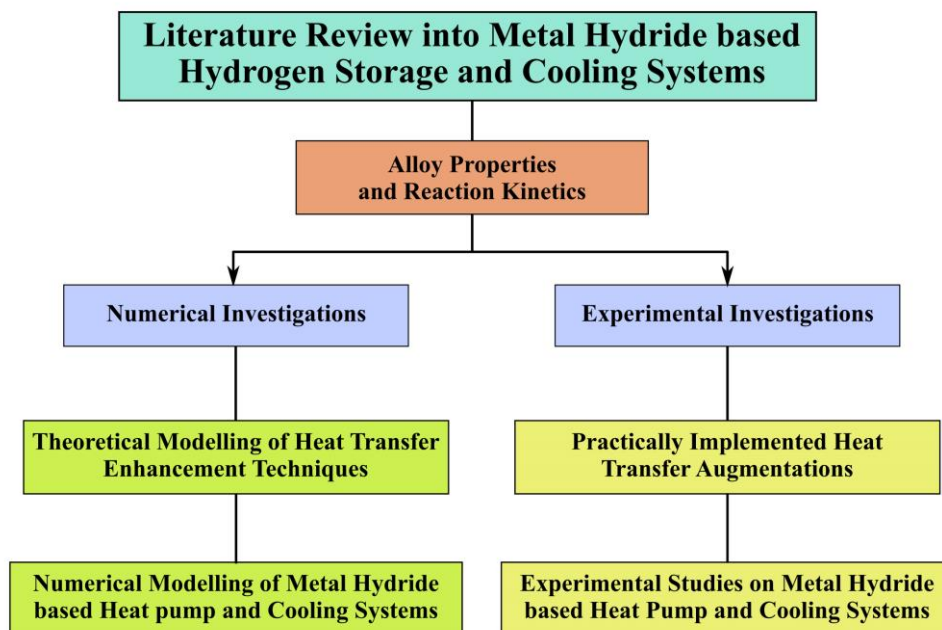 Literature Review into Metal Hydride based
Hydrogen Storage and Cooling Systems
Alloy Properties
and Reaction Kinetics
Numerical Investigations
Experimental Investigations
Theoretical Modelling of Heat Transfer
Enhancement Techniques
Practically Implemented Heat
Transfer Augmentations
Numerical Modelling of Metal Hydride
based Heat pump and Cooling Systems
Experimental Studies on Metal Hydride
based Heat Pump and Cooling Systems